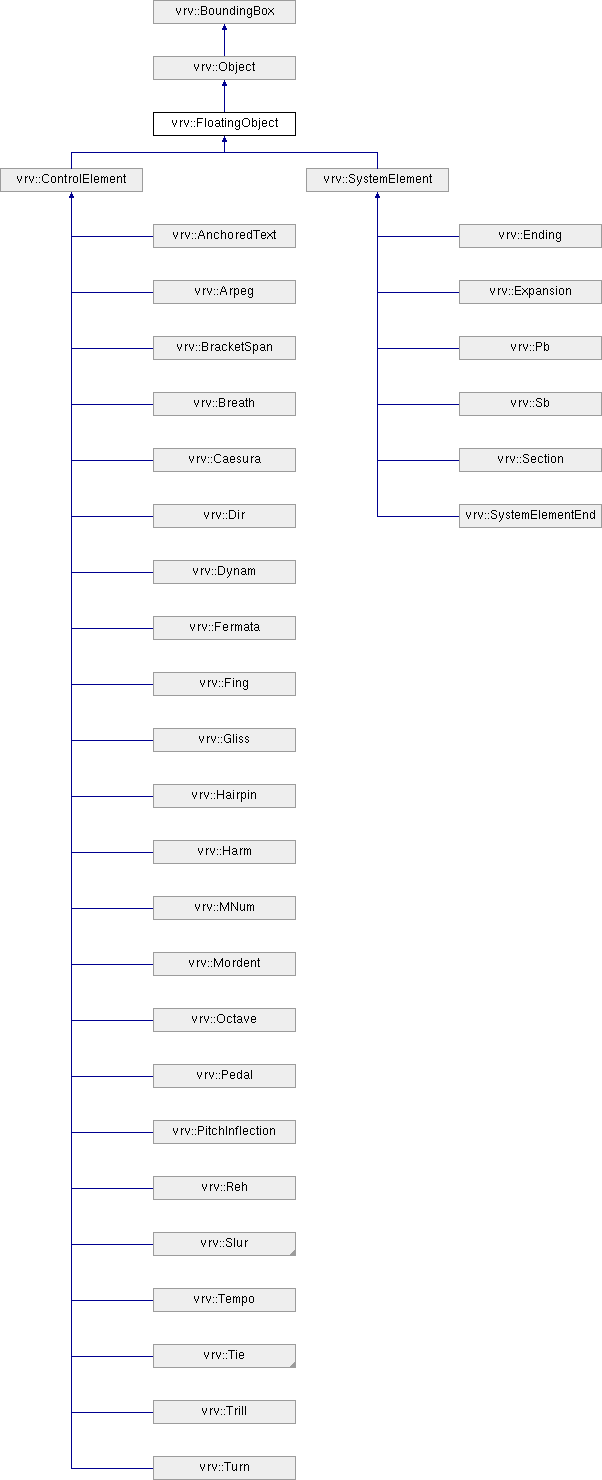 vrv::BoundingBox
vrv::Object
vrv::FloatingObject
vrv::ControlElement
vrv::SystemElement
vrv::AnchoredText
vrv::Ending
vrv::Arpeg
vrv::Expansion
vrv::BracketSpan
vrv::Pb
vrv::Breath
vrv::Sb
vrv::Caesura
vrv::Section
vrv::Dir
vrv::SystemElementEnd
vrv::Dynam
vrv::Fermata
vrv::Fing
vrv::Gliss
vrv::Hairpin
vrv::Harm
vrv::MNum
vrv::Mordent
vrv::Octave
vrv::Pedal
vrv::PitchInflection
vrv::Reh
vrv::Slur
vrv::Tempo
vrv::Tie
vrv::Trill
vrv::Turn